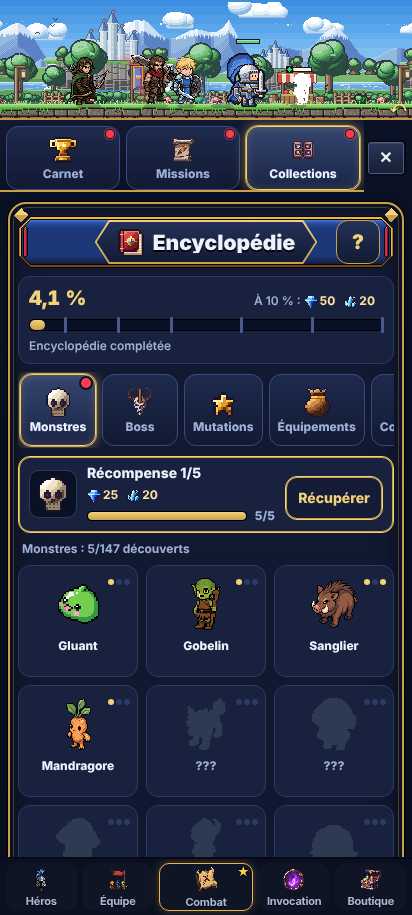 Carnet
Missions
Collections
×
Encyclopédie
?
4,1 %
À 10 % : 50 20
Encyclopédie complétée
Monstres
Boss
Mutations
Équipements
Co
Récompense 1/5
25 20
5/5
Récupérer
Monstres : 5/147 découverts
Gluant
Gobelin
Sanglier
Mandragore
???
???
Héros
Équipe
Combat
Invocation
Boutique